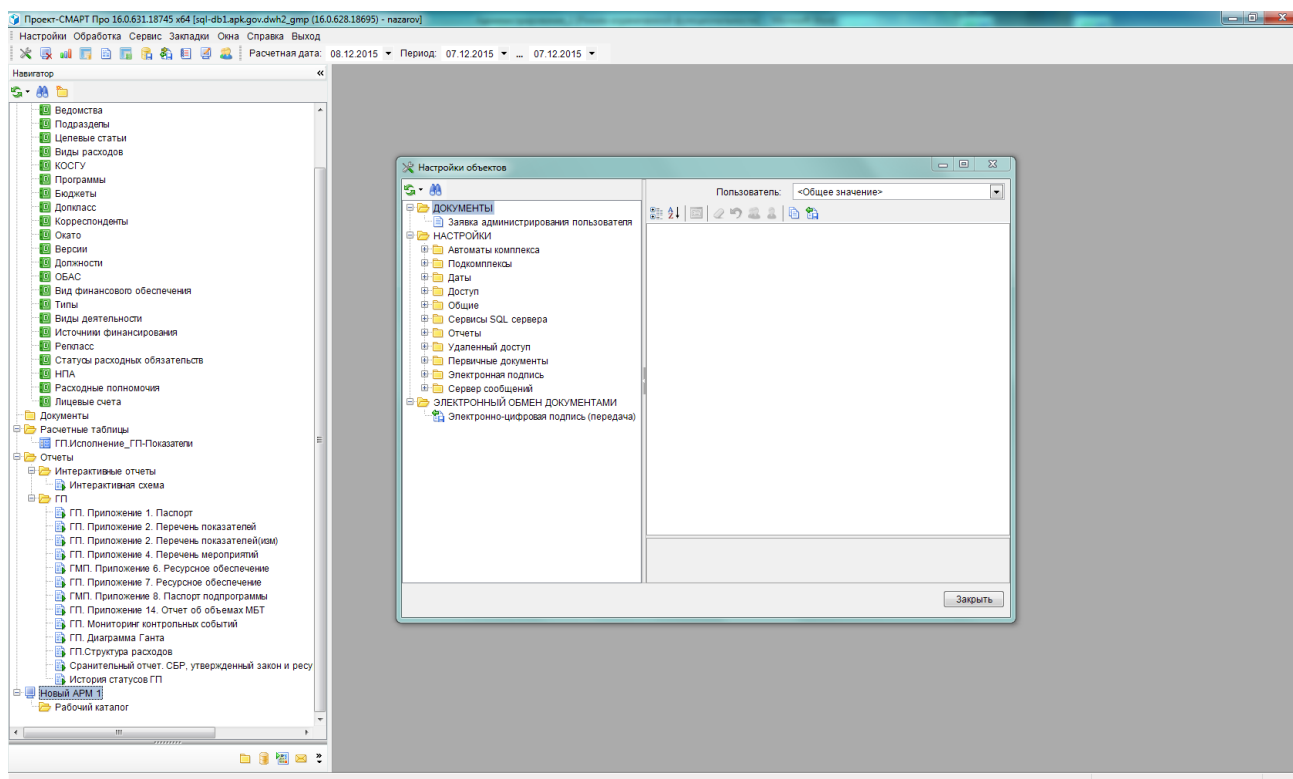 Проект-СМАРТ Про 16.0.631.18745 x64 [sql-db1.apk.gov.dwh2_gmp (16.0.628.18695) - nazarov]
Настройки Обработка Сервис Закладки Окна Справка Выход
Расчетная дата: 08.12.2015 Период: 07.12.2015 ... 07.12.2015
Навигатор
Ведомства
Подразделы
Целевые статьи
Виды расходов
КОСГУ
Программы
Бюджеты
Допкласс
Корреспонденты
Окато
Версии
Должности
ОБАС
Вид финансового обеспечения
Типы
Виды деятельности
Источники финансирования
Репкласс
Статусы расходных обязательств
НПА
Расходные полномочия
Лицевые счета
Документы
Расчетные таблицы
ГП.Исполнение_ГП-Показатели
Отчеты
Интерактивные отчеты
Интерактивная схема
ГП
ГП. Приложение 1. Паспорт
ГП. Приложение 2. Перечень показателей
ГП. Приложение 2. Перечень показателей(изм)
ГП. Приложение 4. Перечень мероприятий
ГМП. Приложение 6. Ресурсное обеспечение
ГП. Приложение 7. Ресурсное обеспечение
ГМП. Приложение 8. Паспорт подпрограммы
ГП. Приложение 14. Отчет об объемах МБТ
ГП. Мониторинг контрольных событий
ГП. Диаграмма Ганта
ГП.Структура расходов
Сранительный отчет. СБР, утвержденный закон и ресу
История статусов ГП
Новый АРМ 1
Рабочий каталог
Настройки объектов
Пользователь: <Общее значение>
ДОКУМЕНТЫ
Заявка администрирования пользователя
НАСТРОЙКИ
Автоматы комплекса
Подкомплексы
Даты
Доступ
Общие
Сервисы SQL сервера
Отчеты
Удаленный доступ
Первичные документы
Электронная подпись
Сервер сообщений
ЭЛЕКТРОННЫЙ ОБМЕН ДОКУМЕНТАМИ
Электронно-цифровая подпись (передача)
Закрыть